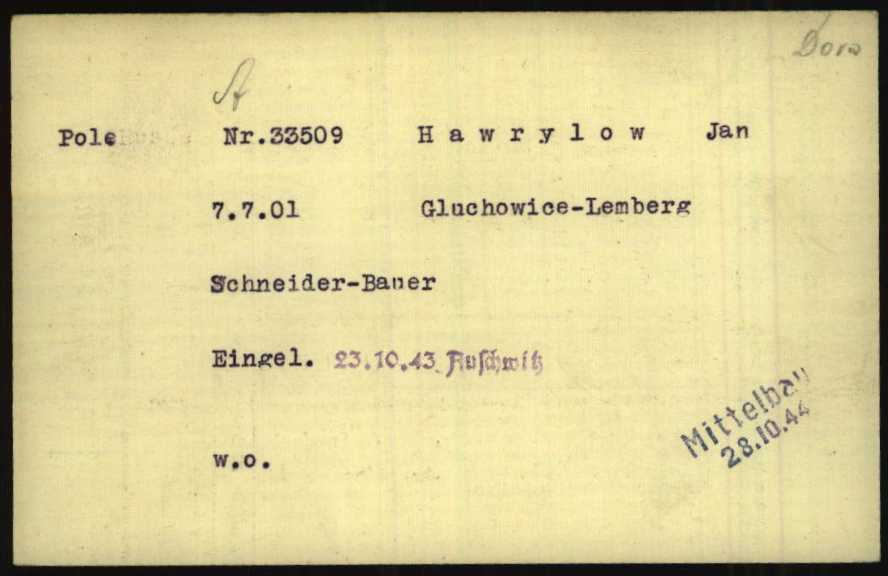 Dora
A
Pole Nr.33509 Hawrylow Jan
7.7.01 Gluchowice-Lemberg
Schneider-Bauer
Eingel. 23.10.43 Auschwitz
w.o.
Mittelbau
28.10.44